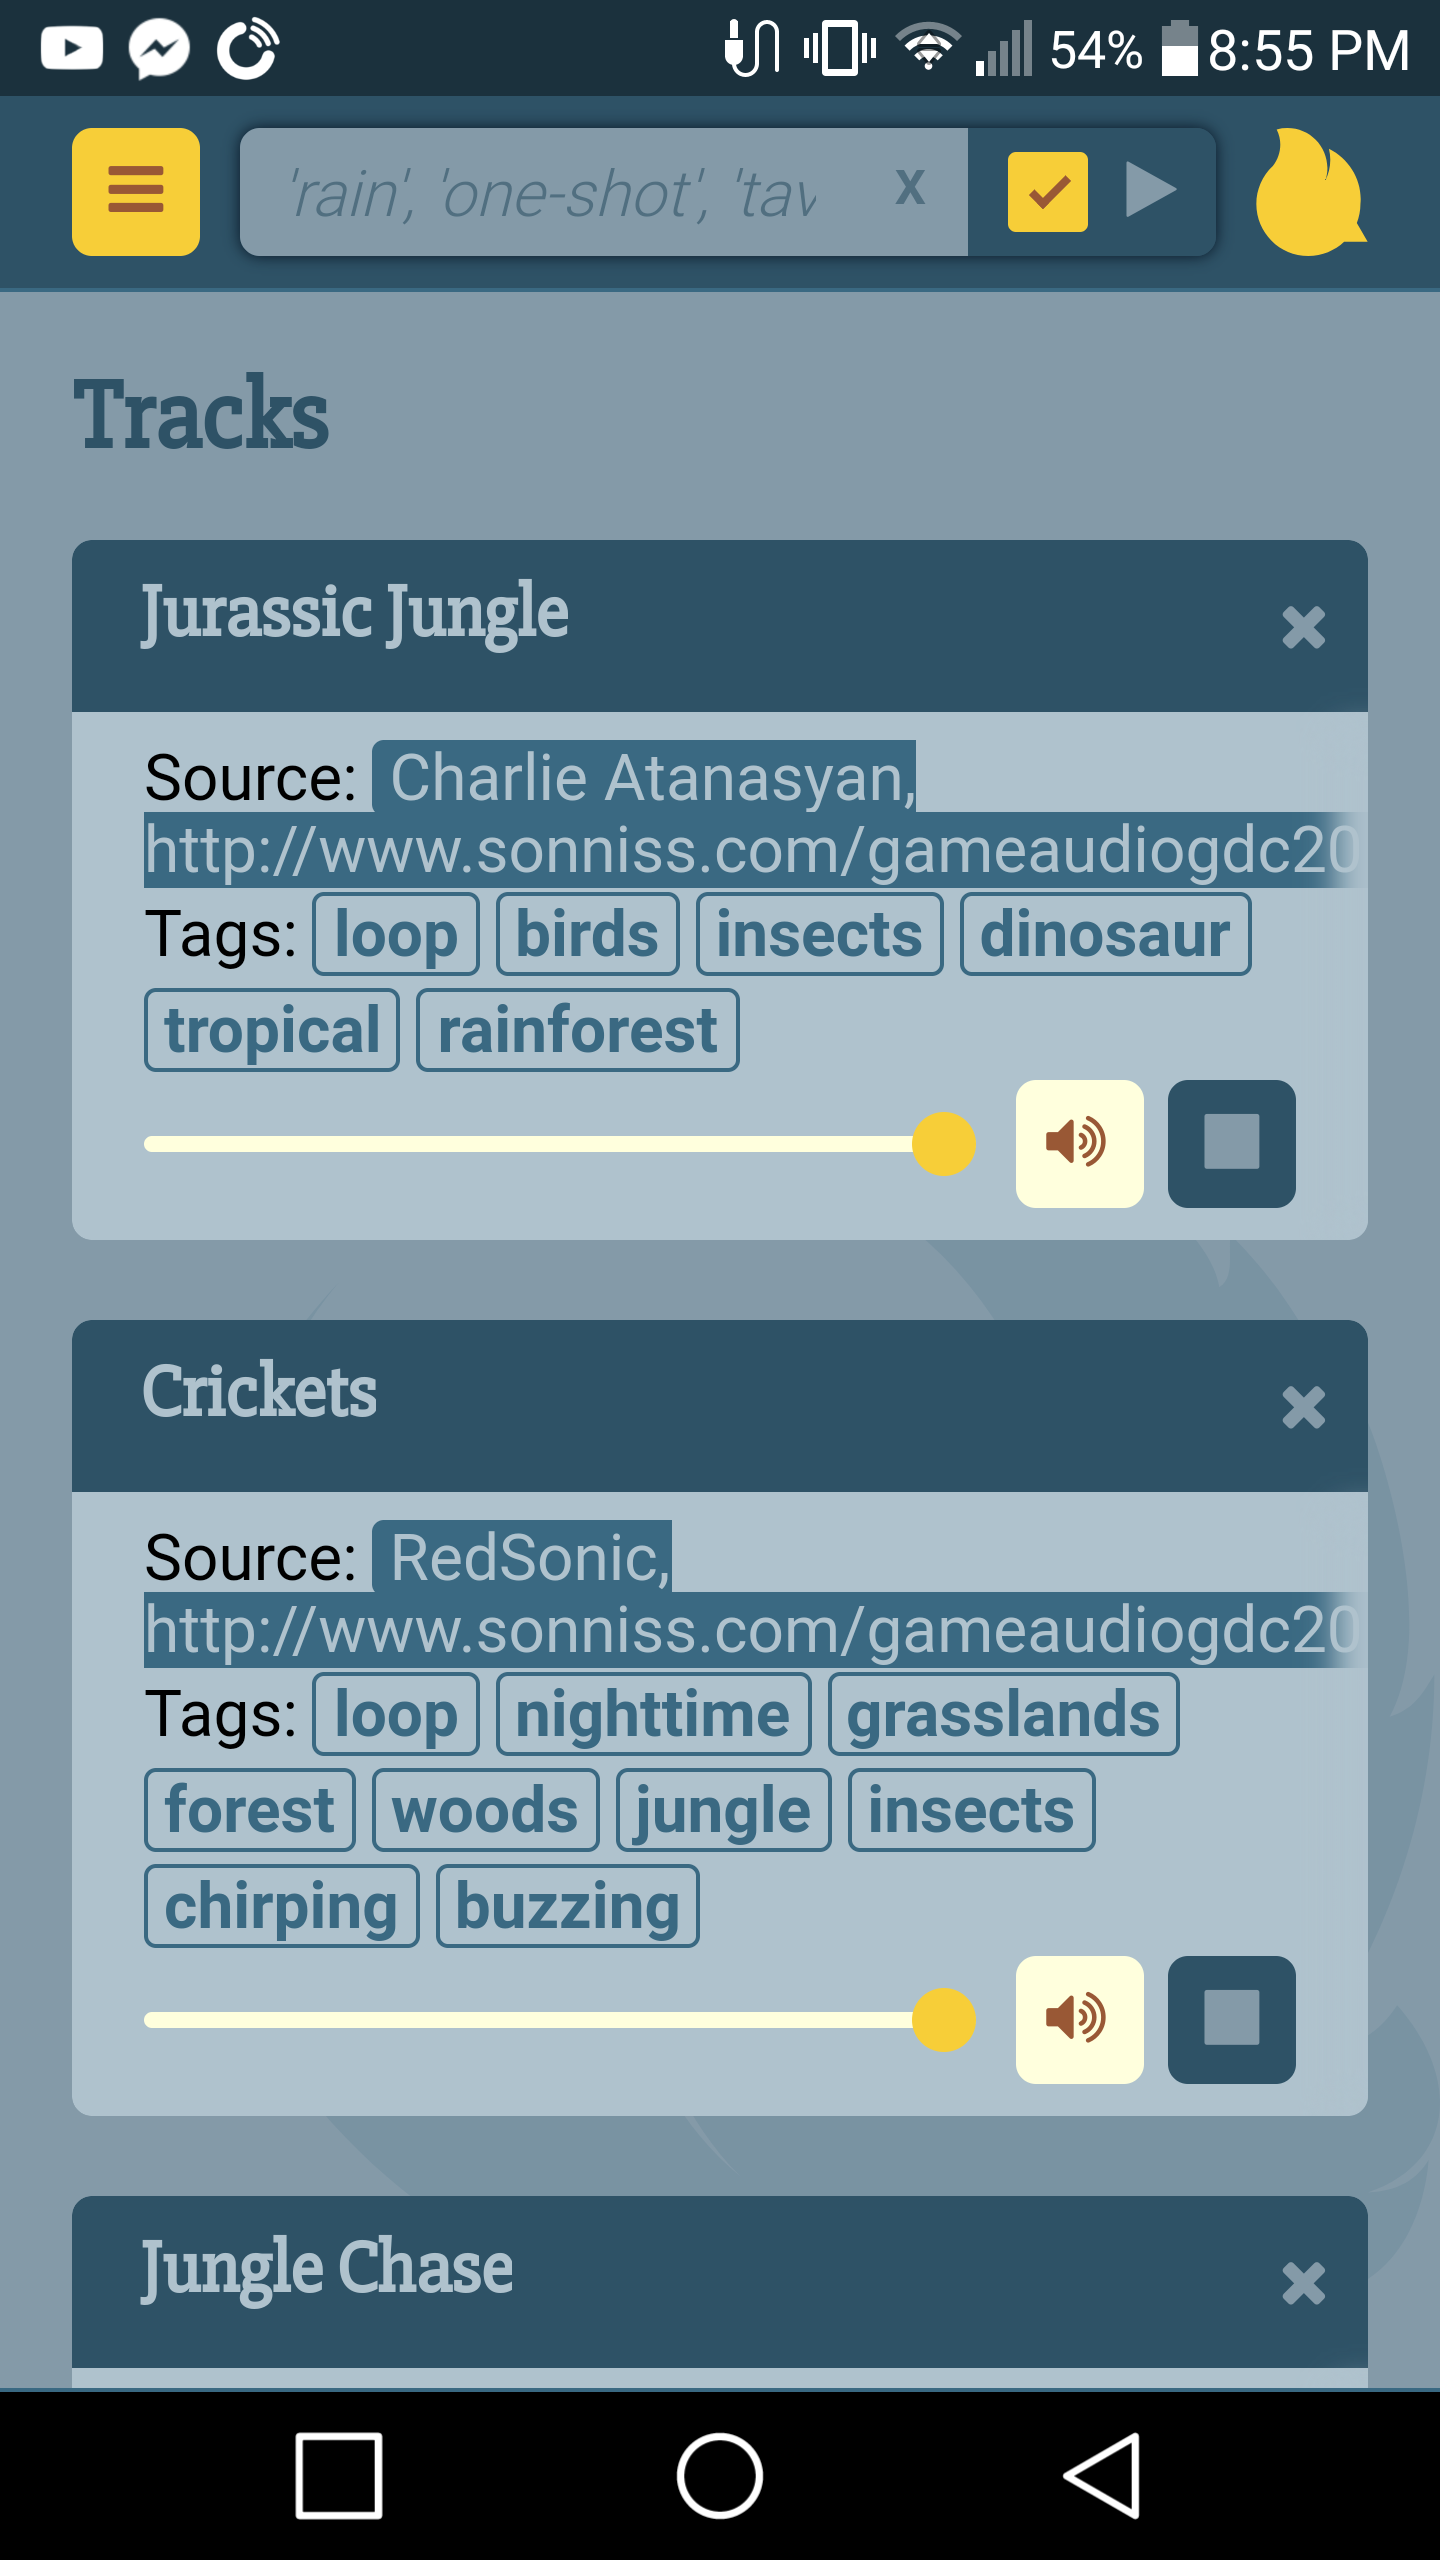 54% 8:55 PM
'rain', 'one-shot', 'tav x
Tracks
Jurassic Jungle
Source: Charlie Atanasyan,
http://www.sonniss.com/gameaudiogdc20
Tags: loop birds insects dinosaur
tropical rainforest
Crickets
Source: RedSonic,
http://www.sonniss.com/gameaudiogdc20
Tags: loop nighttime grasslands
forest woods jungle insects
chirping buzzing
Jungle Chase